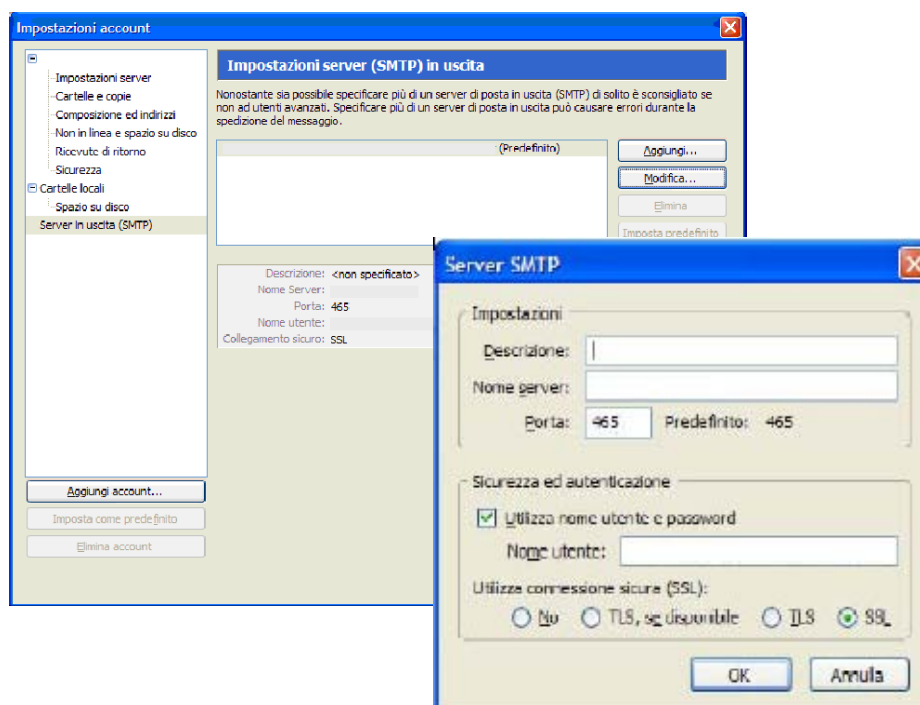 Impostazioni account
Impostazioni server
Cartelle e copie
Composizione ed indirizzi
Non in linea e spazio su disco
Ricevute di ritorno
Sicurezza
Cartelle locali
Spazio su disco
Server in uscita (SMTP)
Aggiungi account...
Imposta come predefinito
Elimina account
Impostazioni server (SMTP) in uscita
Nonostante sia possibile specificare più di un server di posta in uscita (SMTP) di solito è sconsigliato se
non ad utenti avanzati. Specificare più di un server di posta in uscita può causare errori durante la
spedizione del messaggio.
(Predefinito)
Aggiungi...
Modifica...
Elimina
Imposta predefinito
Descrizione: <non specificato>
Nome Server:
Porta: 465
Nome utente:
Collegamento sicuro: SSL
Server SMTP
Impostazioni
Descrizione:
Nome server:
Porta: 465 Predefinito: 465
Sicurezza ed autenticazione
Utilizza nome utente e password
Nome utente:
Utilizza connessione sicura (SSL):
No TLS, se disponibile TLS SSL
OK Annulla